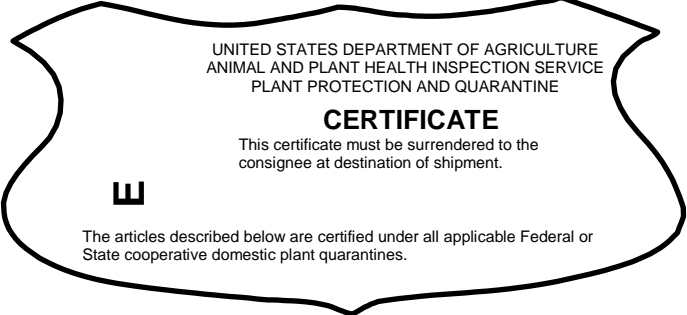 UNITED STATES DEPARTMENT OF AGRICULTURE
ANIMAL AND PLANT HEALTH INSPECTION SERVICE
PLANT PROTECTION AND QUARANTINE
CERTIFICATE
This certificate must be surrendered to the
consignee at destination of shipment.
E
The articles described below are certified under all applicable Federal or
State cooperative domestic plant quarantines.